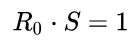 R₀ · S = 1